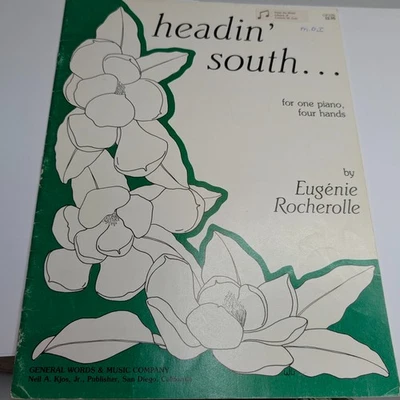 headin'
south...
for one piano,
four hands
by
Eugénie
Rocherolle
GENERAL WORDS & MUSIC COMPANY
Neil A. Kjos, Jr., Publisher, San Diego, California